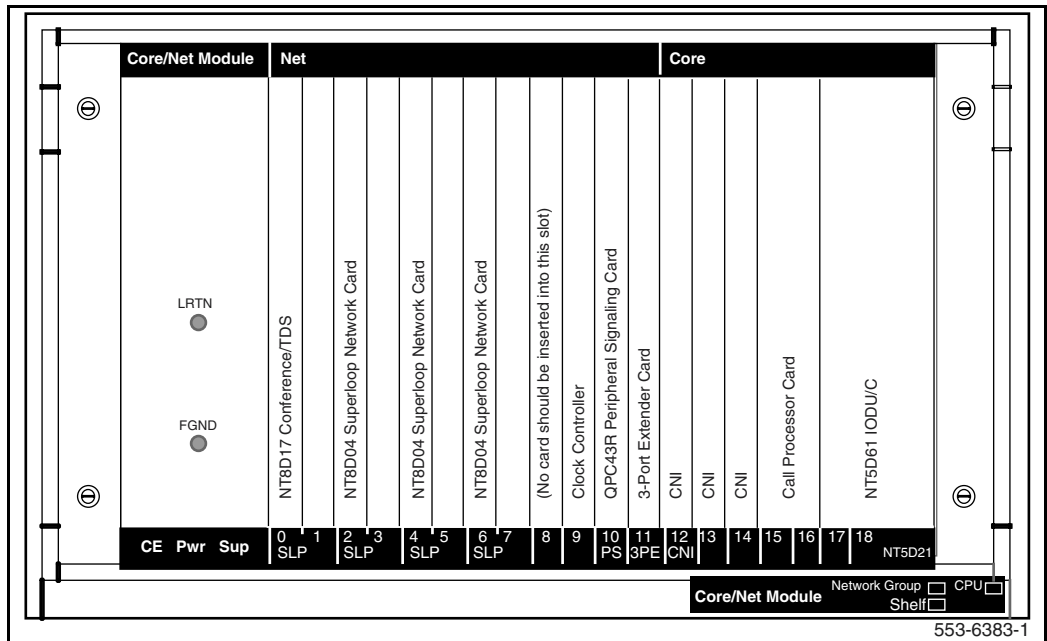 Core/Net Module Net Core
LRTN
FGND
NT8D17 Conference/TDS
NT8D04 Superloop Network Card
NT8D04 Superloop Network Card
NT8D04 Superloop Network Card
(No card should be inserted into this slot)
Clock Controller
QPC43R Peripheral Signaling Card
3-Port Extender Card
CNI
CNI
CNI
Call Processor Card
NT5D61 IODU/C
CE Pwr Sup
0 1 2 3 4 5 6 7 8 9 10 11 12 13 14 15 16 17 18
SLP SLP SLP SLP PS 3PE CNI NT5D21
Core/Net Module Network Group CPU
Shelf
553-6383-1